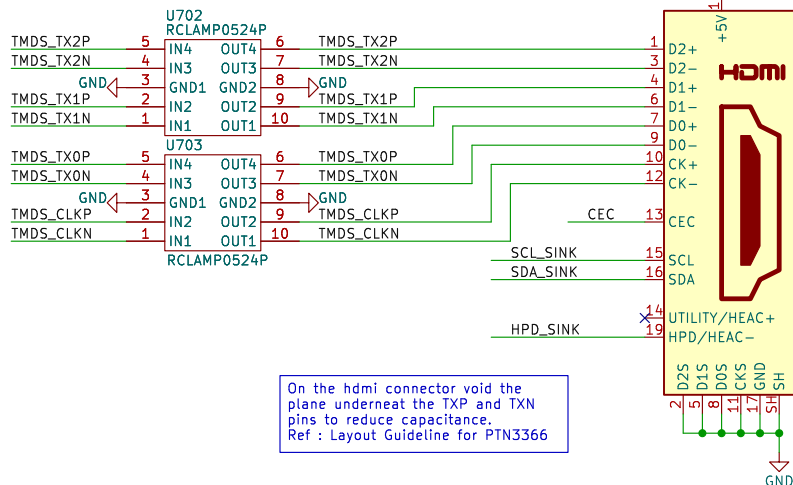 U702
RCLAMP0524P
TMDS_TX2P 5 IN4 OUT4 6 TMDS_TX2P
TMDS_TX2N 4 IN3 OUT3 7 TMDS_TX2N
GND 3 GND1 GND2 8 GND
TMDS_TX1P 2 IN2 OUT2 9 TMDS_TX1P
TMDS_TX1N 1 IN1 OUT1 10 TMDS_TX1N
U703
TMDS_TX0P 5 IN4 OUT4 6 TMDS_TX0P
TMDS_TX0N 4 IN3 OUT3 7 TMDS_TX0N
GND 3 GND1 GND2 8 GND
TMDS_CLKP 2 IN2 OUT2 9 TMDS_CLKP
TMDS_CLKN 1 IN1 OUT1 10 TMDS_CLKN
RCLAMP0524P
1
+5V
HDMI
1 D2+
3 D2-
4 D1+
6 D1-
7 D0+
9 D0-
10 CK+
12 CK-
CEC 13 CEC
SCL_SINK 15 SCL
SDA_SINK 16 SDA
14 UTILITY/HEAC+
HPD_SINK 19 HPD/HEAC-
D2S D1S D0S CKS GND SH
2 5 8 11 17 SH
GND
On the hdmi connector void the
plane underneat the TXP and TXN
pins to reduce capacitance.
Ref : Layout Guideline for PTN3366